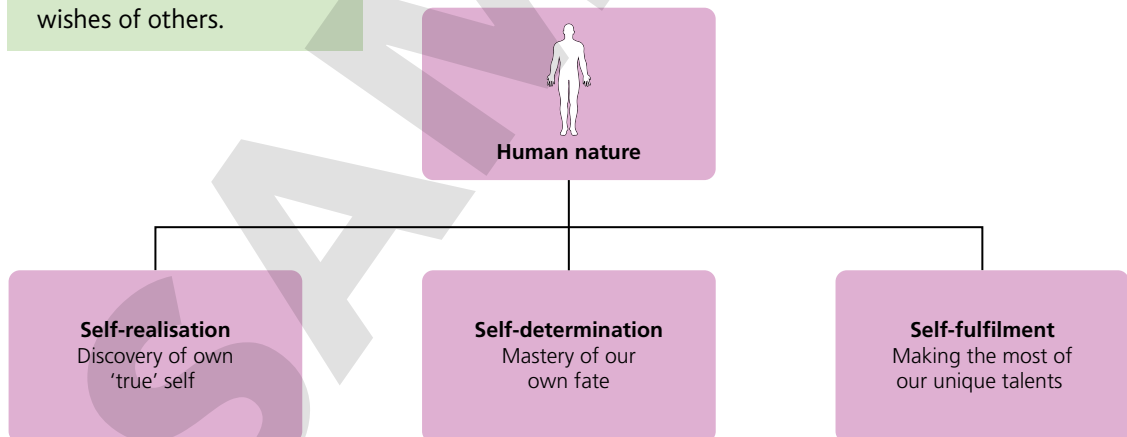 wishes of others.
Human nature
Self-realisation
Discovery of own
‘true’ self
Self-determination
Mastery of our
own fate
Self-fulfilment
Making the most of
our unique talents
SAM